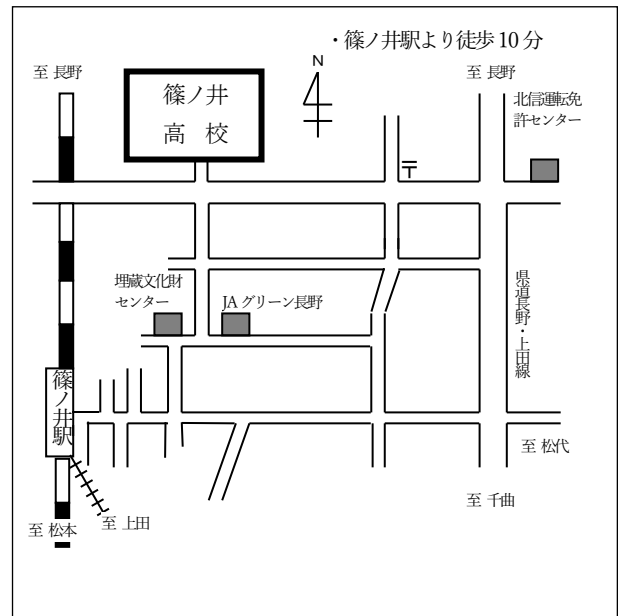 ・篠ノ井駅より徒歩10分
至 長野
篠ノ井
高 校
N
至 長野
北信運転免
許センター
〒
埋蔵文化財
センター
JAグリーン長野
県道長野・上田線
篠ノ井駅
至 松代
至 千曲
至 上田
至 松本